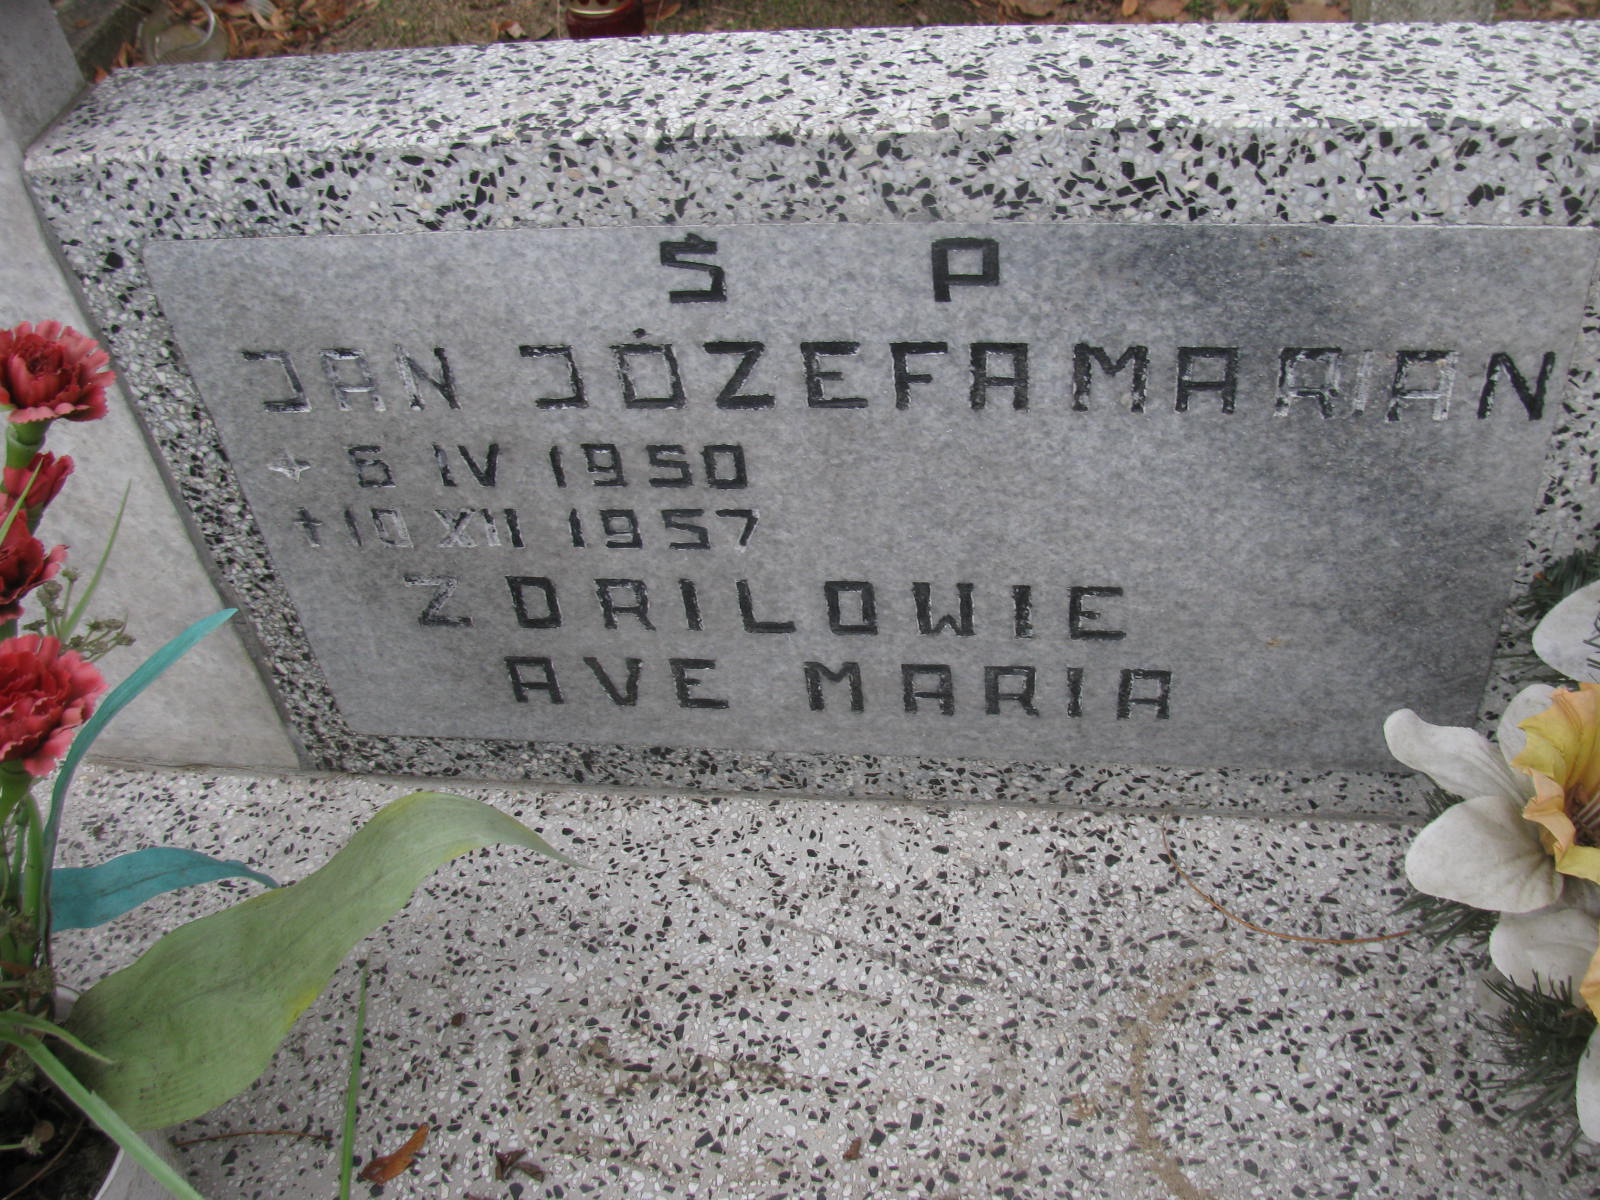 Ś P
JAN JÓZEFA MARIAN
* 6 IV 1950
† 10 XII 1957
ZDRILOWIE
AVE MARIA